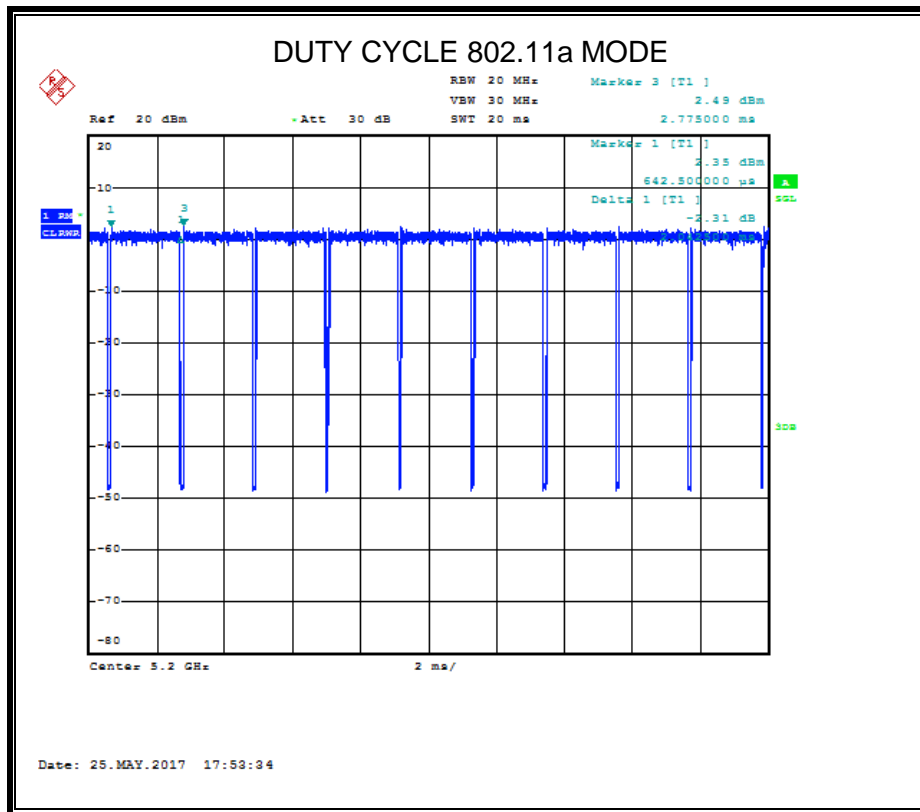 DUTY CYCLE 802.11a MODE
R S
RBW 20 MHz
VBW 30 MHz
Ref 20 dBm *Att 30 dB SWT 20 ms
Marker 3 [T1 ]
2.49 dBm
2.775000 ms
Marker 1 [T1 ]
2.35 dBm
642.500000 µs
Delta 1 [T1 ]
-2.31 dB
A
SGL
3DB
1 RM *
CLRWR
1
3
1
20
10
-10
-20
-30
-40
-50
-60
-70
-80
Center 5.2 GHz 2 ms/
Date: 25.MAY.2017 17:53:34